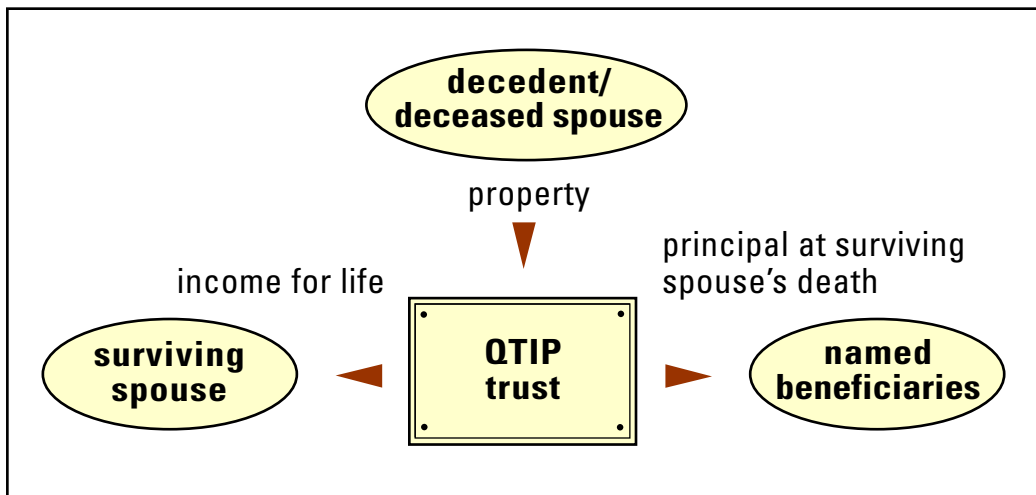 decedent/
deceased spouse
property
income for life
principal at surviving
spouse's death
surviving
spouse
QTIP
trust
named
beneficiaries